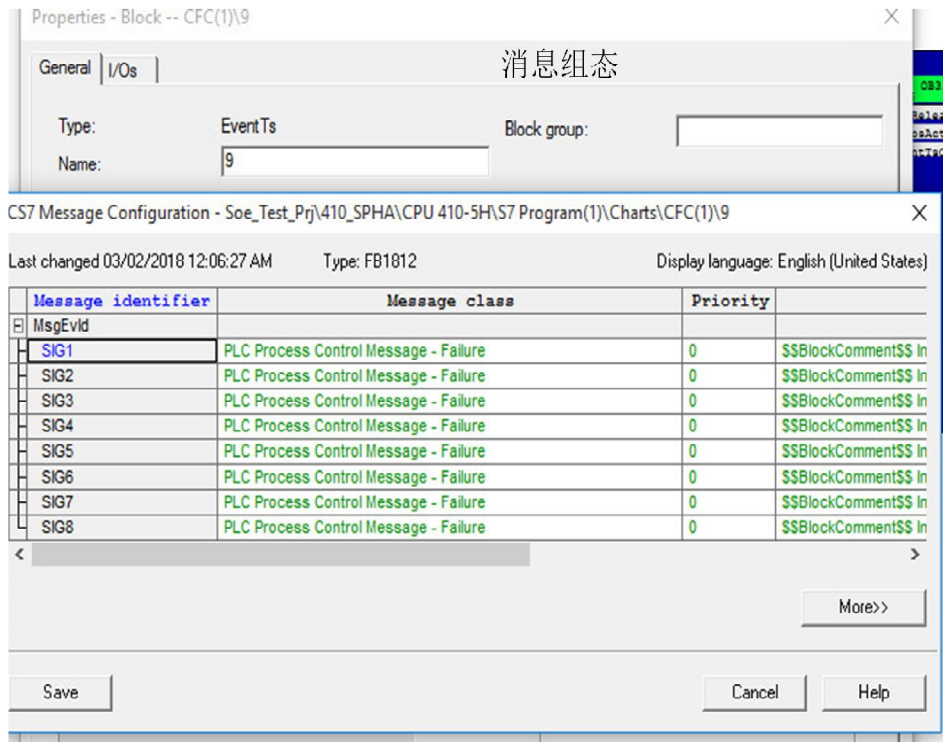 Properties - Block -- CFC(1)\9
General I/Os
消息组态
Type: EventTs Block group:
Name: 9
CS7 Message Configuration - Soe_Test_Prj\410_SPHA\CPU 410-5H\S7 Program(1)\Charts\CFC(1)\9
Last changed 03/02/2018 12:06:27 AM Type: FB1812 Display language: English (United States)
Message identifier Message class Priority
MsgEvId
SIG1 PLC Process Control Message - Failure 0 $$BlockComment$$ In
SIG2 PLC Process Control Message - Failure 0 $$BlockComment$$ In
SIG3 PLC Process Control Message - Failure 0 $$BlockComment$$ In
SIG4 PLC Process Control Message - Failure 0 $$BlockComment$$ In
SIG5 PLC Process Control Message - Failure 0 $$BlockComment$$ In
SIG6 PLC Process Control Message - Failure 0 $$BlockComment$$ In
SIG7 PLC Process Control Message - Failure 0 $$BlockComment$$ In
SIG8 PLC Process Control Message - Failure 0 $$BlockComment$$ In
More>>
Save Cancel Help